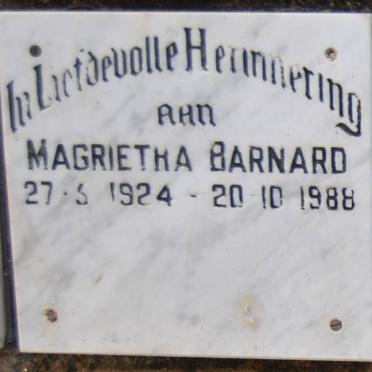 In Liefdevolle Herinnering
aan
MAGRIETHA BARNARD
27·5 1924 - 20·10 1988